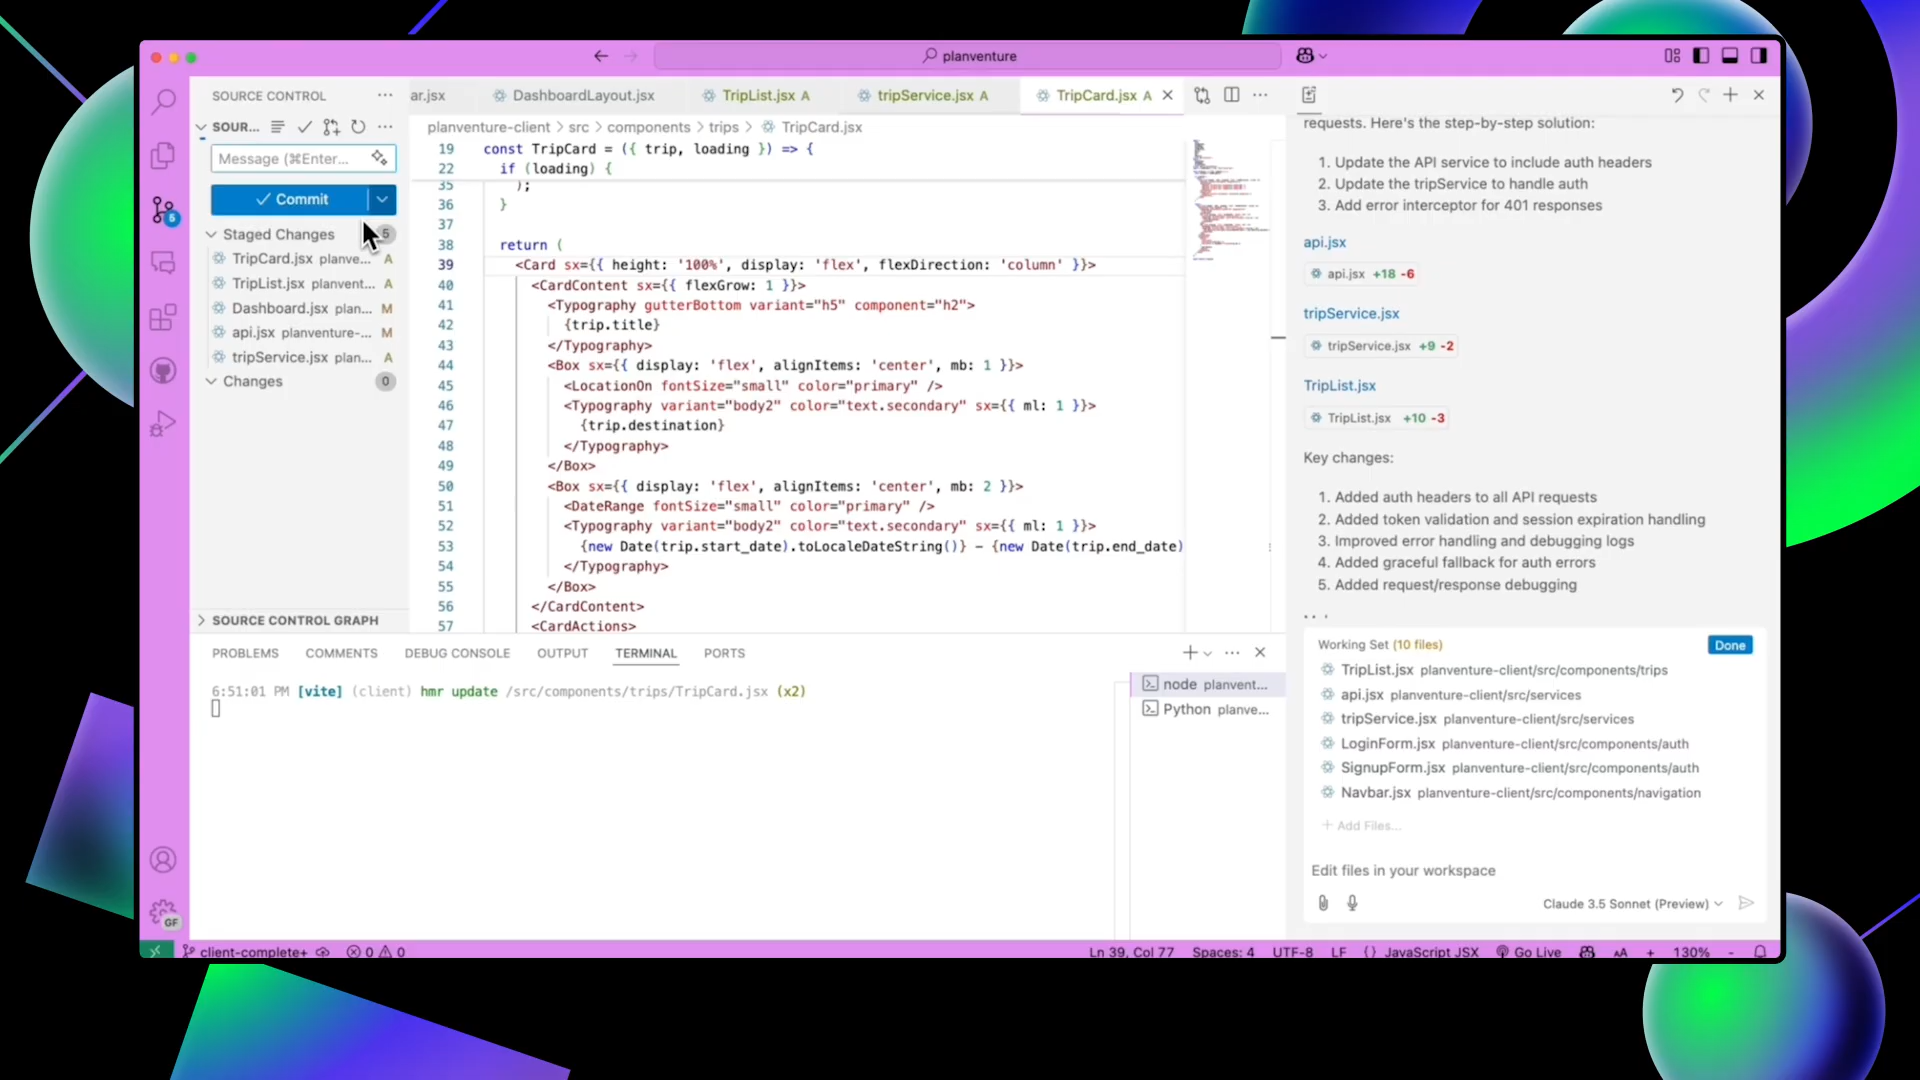 planventure
SOURCE CONTROL
SOUR...
Message (⌘Enter...
Commit
Staged Changes
5
TripCard.jsx planve... A
TripList.jsx planvent... A
Dashboard.jsx plan... M
api.jsx planventure-... M
tripService.jsx plan... A
Changes
0
5
SOURCE CONTROL GRAPH
GF
ar.jsx
DashboardLayout.jsx
TripList.jsx A
tripService.jsx A
TripCard.jsx A
planventure-client > src > components > trips > TripCard.jsx
19 const TripCard = ({ trip, loading }) => {
22 if (loading) {
35 );
36 }
37
38 return (
39 <Card sx={{ height: '100%', display: 'flex', flexDirection: 'column' }}>
40 <CardContent sx={{ flexGrow: 1 }}>
41 <Typography gutterBottom variant="h5" component="h2">
42 {trip.title}
43 </Typography>
44 <Box sx={{ display: 'flex', alignItems: 'center', mb: 1 }}>
45 <LocationOn fontSize="small" color="primary" />
46 <Typography variant="body2" color="text.secondary" sx={{ ml: 1 }}>
47 {trip.destination}
48 </Typography>
49 </Box>
50 <Box sx={{ display: 'flex', alignItems: 'center', mb: 2 }}>
51 <DateRange fontSize="small" color="primary" />
52 <Typography variant="body2" color="text.secondary" sx={{ ml: 1 }}>
53 {new Date(trip.start_date).toLocaleDateString()} - {new Date(trip.end_date)
54 </Typography>
55 </Box>
56 </CardContent>
57 <CardActions>
PROBLEMS
COMMENTS
DEBUG CONSOLE
OUTPUT
TERMINAL
PORTS
6:51:01 PM [vite] (client) hmr update /src/components/trips/TripCard.jsx (x2)
node planvent...
Python planve...
requests. Here's the step-by-step solution:
1. Update the API service to include auth headers
2. Update the tripService to handle auth
3. Add error interceptor for 401 responses
api.jsx
api.jsx +18 -6
tripService.jsx
tripService.jsx +9 -2
TripList.jsx
TripList.jsx +10 -3
Key changes:
1. Added auth headers to all API requests
2. Added token validation and session expiration handling
3. Improved error handling and debugging logs
4. Added graceful fallback for auth errors
5. Added request/response debugging
Working Set (10 files)
Done
TripList.jsx planventure-client/src/components/trips
api.jsx planventure-client/src/services
tripService.jsx planventure-client/src/services
LoginForm.jsx planventure-client/src/components/auth
SignupForm.jsx planventure-client/src/components/auth
Navbar.jsx planventure-client/src/components/navigation
+ Add Files...
Edit files in your workspace
Claude 3.5 Sonnet (Preview)
client-complete+
0
0
Ln 39, Col 77
Spaces: 4
UTF-8
LF
{} JavaScript JSX
Go Live
AA
+
130%
-